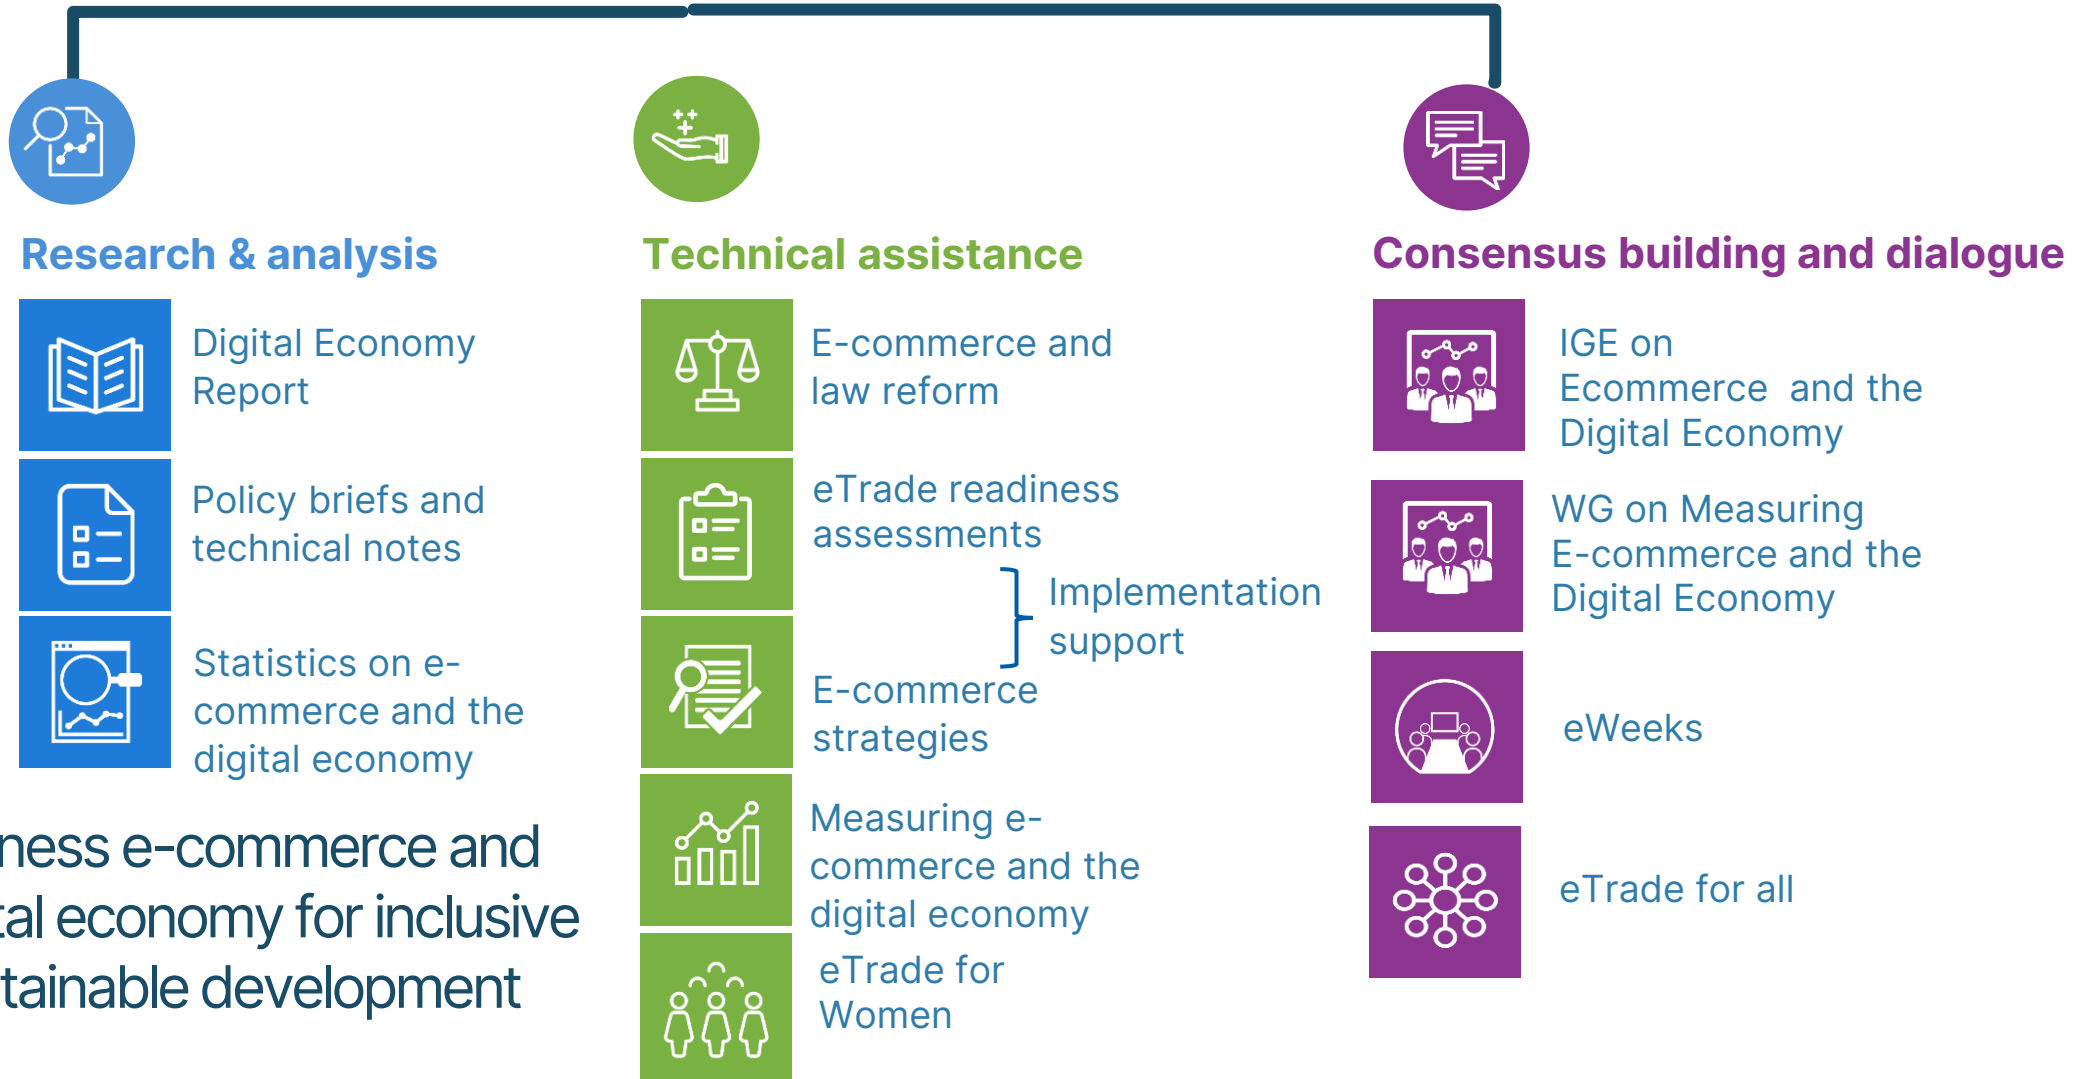 Research & analysis
Digital Economy
Report
Policy briefs and
technical notes
Statistics on e-
commerce and the
digital economy
ness e-commerce and
tal economy for inclusive
tainable development
Technical assistance
E-commerce and
law reform
eTrade readiness
assessments
Implementation
support
E-commerce
strategies
Measuring e-
commerce and the
digital economy
eTrade for
Women
Consensus building and dialogue
IGE on
Ecommerce  and the
Digital Economy
WG on Measuring
E-commerce and the
Digital Economy
eWeeks
eTrade for all